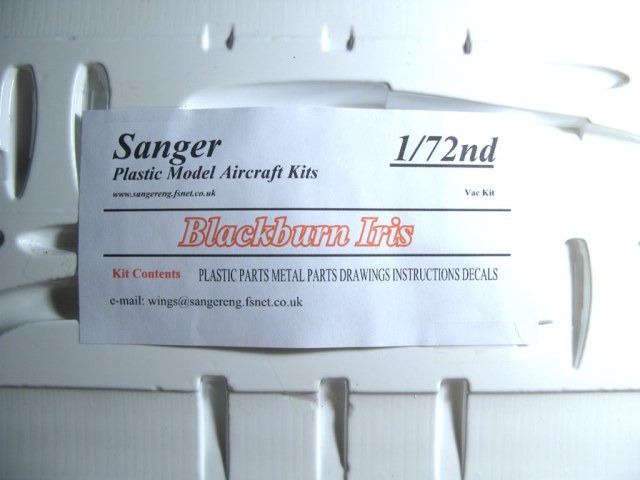 Sanger 1/72nd
Plastic Model Aircraft Kits
www.sangereng.fsnet.co.uk Vac Kit
Blackburn Iris
Kit Contents PLASTIC PARTS METAL PARTS DRAWINGS INSTRUCTIONS DECALS
e-mail: wings@sangereng.fsnet.co.uk